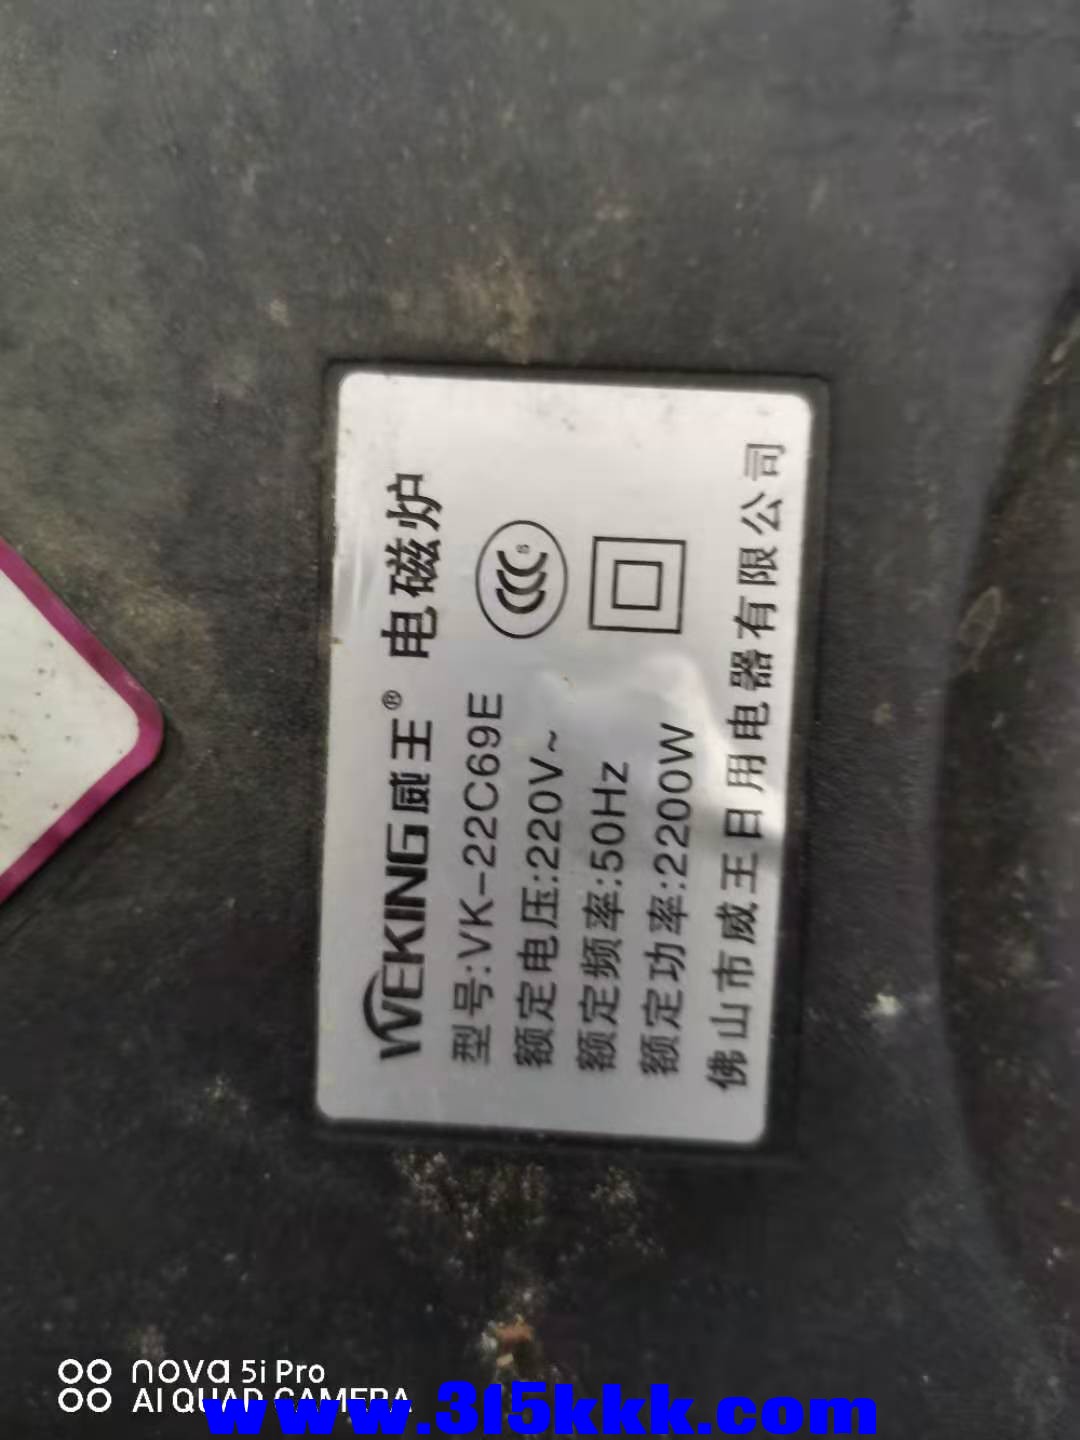 WEKING威王® 电磁炉
型号:VK-22C69E
额定电压:220V~
额定频率:50Hz
额定功率:2200W
CCC S
佛山市威王日用电器有限公司
nova 5i Pro
AI QUAD CAMERA
www.315kkk.com